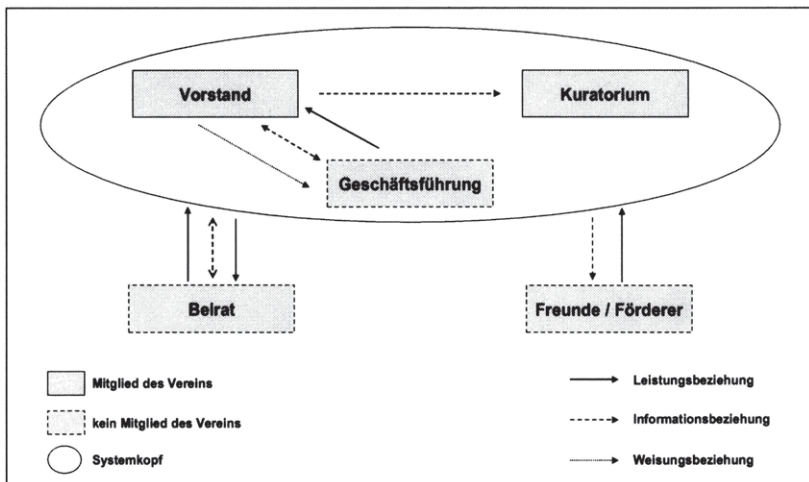 Vorstand
Kuratorium
Geschäftsführung
Beirat
Freunde / Förderer
Mitglied des Vereins
kein Mitglied des Vereins
Systemkopf
Leistungsbeziehung
Informationsbeziehung
Weisungsbeziehung